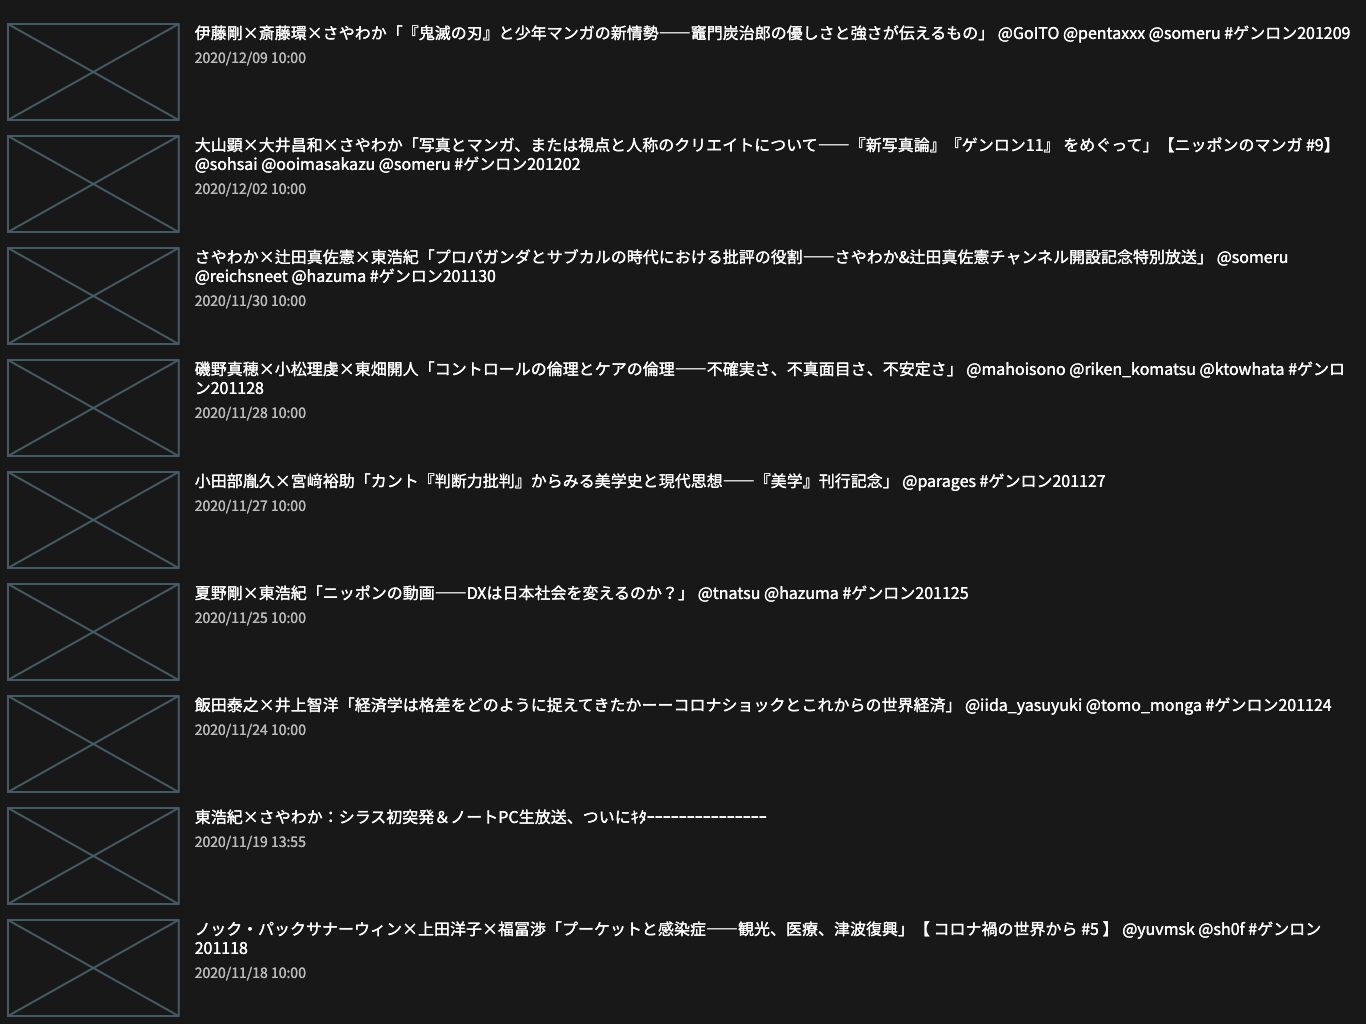 伊藤剛×斎藤環×さやわか「『鬼滅の刃』と少年マンガの新情勢——竈門炭治郎の優しさと強さが伝えるもの」 @GoITO @pentaxxx @someru #ゲンロン201209
2020/12/09 10:00
大山顕×大井昌和×さやわか「写真とマンガ、または視点と人称のクリエイトについて——『新写真論』『ゲンロン11』 をめぐって」【ニッポンのマンガ #9】
@sohsai @ooimasakazu @someru #ゲンロン201202
2020/12/02 10:00
さやわか×辻田真佐憲×東浩紀「プロパガンダとサブカルの時代における批評の役割——さやわか&辻田真佐憲チャンネル開設記念特別放送」 @someru
@reichsneet @hazuma #ゲンロン201130
2020/11/30 10:00
磯野真穂×小松理虔×東畑開人「コントロールの倫理とケアの倫理——不確実さ、不真面目さ、不安定さ」 @mahoisono @riken_komatsu @ktowhata #ゲンロ
ン201128
2020/11/28 10:00
小田部胤久×宮﨑裕助「カント『判断力批判』からみる美学史と現代思想——『美学』刊行記念」 @parages #ゲンロン201127
2020/11/27 10:00
夏野剛×東浩紀「ニッポンの動画——DXは日本社会を変えるのか？」 @tnatsu @hazuma #ゲンロン201125
2020/11/25 10:00
飯田泰之×井上智洋「経済学は格差をどのように捉えてきたかーーコロナショックとこれからの世界経済」 @iida_yasuyuki @tomo_monga #ゲンロン201124
2020/11/24 10:00
東浩紀×さやわか：シラス初突発＆ノートPC生放送、ついにｷﾀｰｰｰｰｰｰｰｰｰｰｰｰｰｰｰ
2020/11/19 13:55
ノック・パックサナーウィン×上田洋子×福冨渉「プーケットと感染症——観光、医療、津波復興」【 コロナ禍の世界から #5 】 @yuvmsk @sh0f #ゲンロン
201118
2020/11/18 10:00